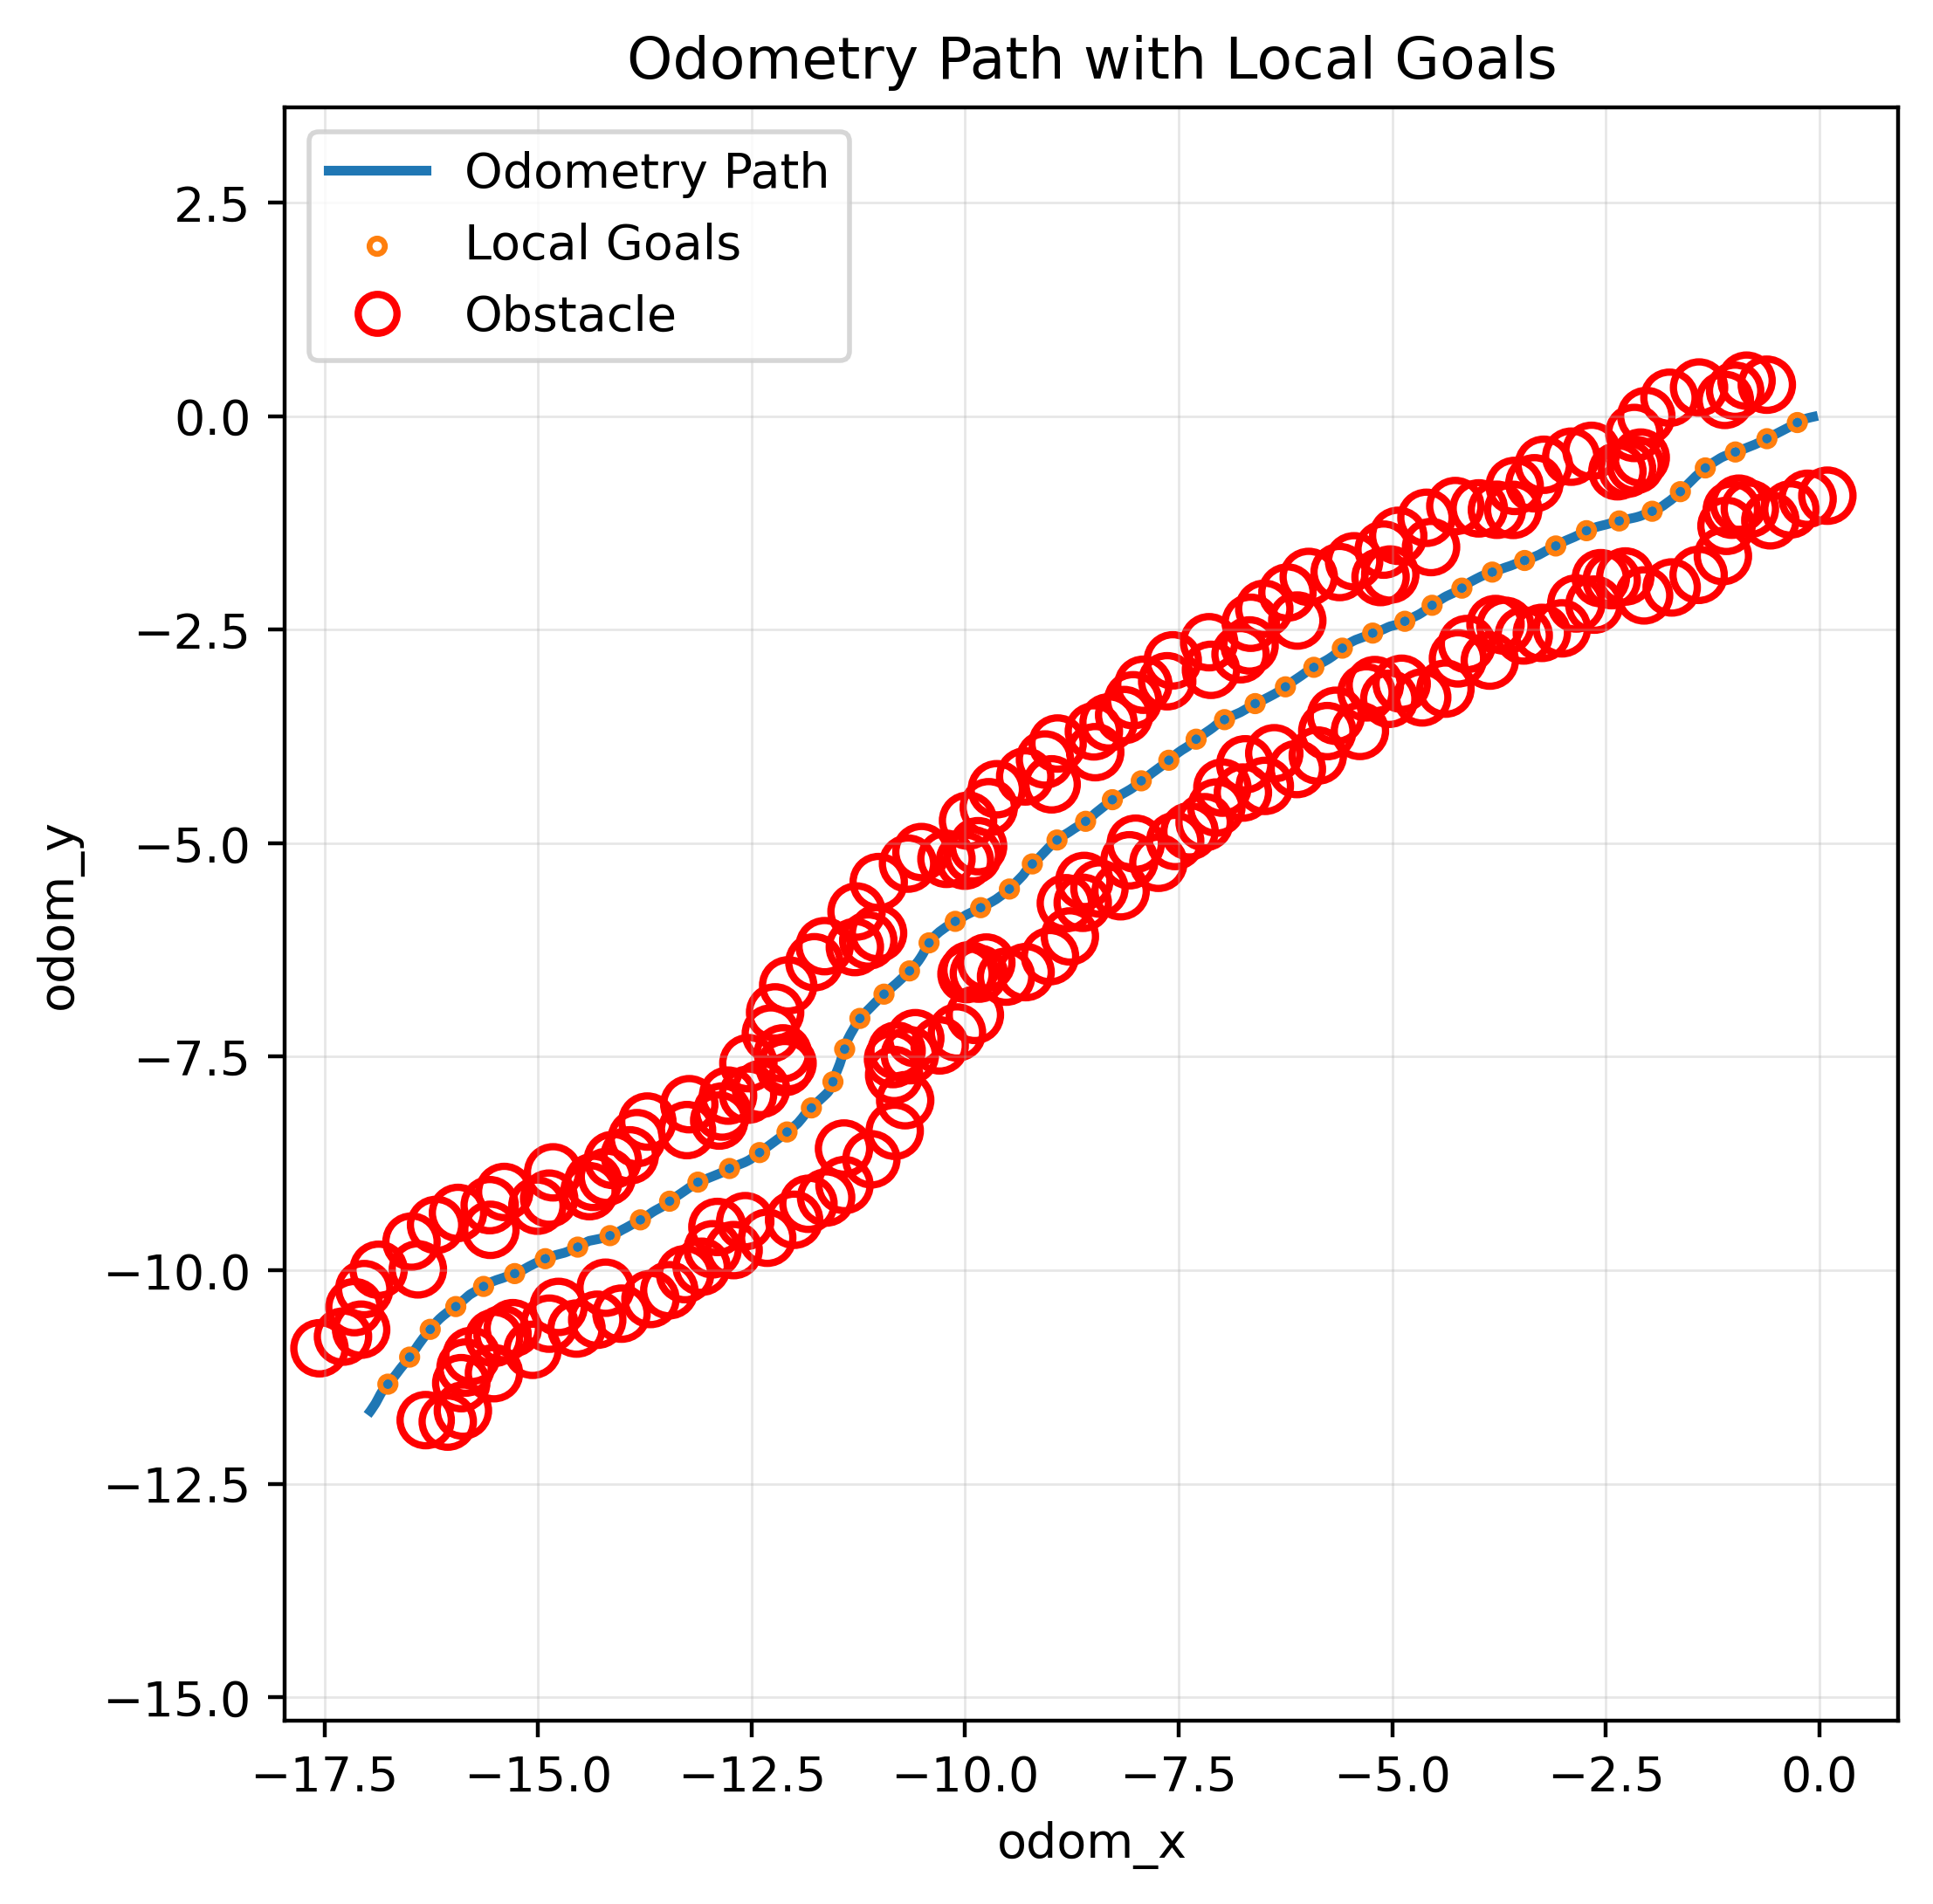 Odometry Path with Local Goals
Odometry Path
Local Goals
Obstacle
2.5
0.0
−2.5
−5.0
−7.5
−10.0
−12.5
−15.0
odom_y
−17.5 −15.0 −12.5 −10.0 −7.5 −5.0 −2.5 0.0
odom_x